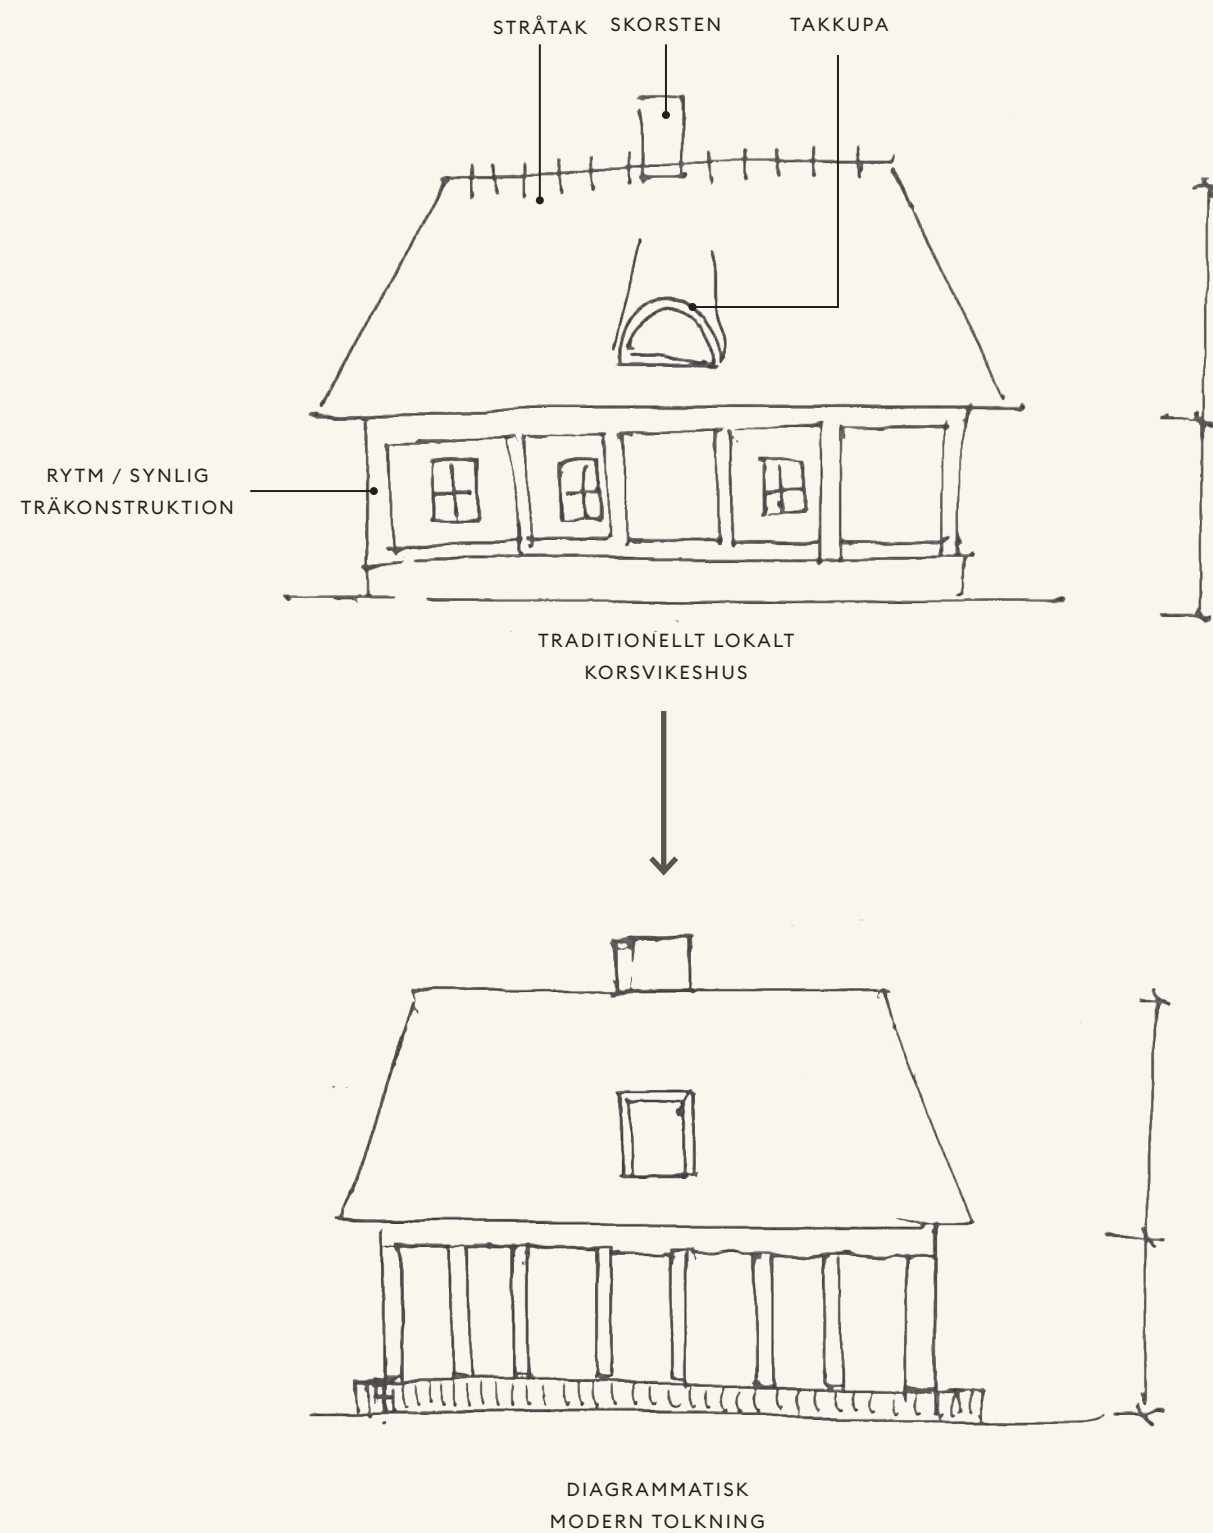 STRÅTAK
SKORSTEN
TAKKUPA
RYTM / SYNLIG
TRÄKONSTRUKTION
TRADITIONELLT LOKALT
KORSVIKESHUS
DIAGRAMMATISK
MODERN TOLKNING